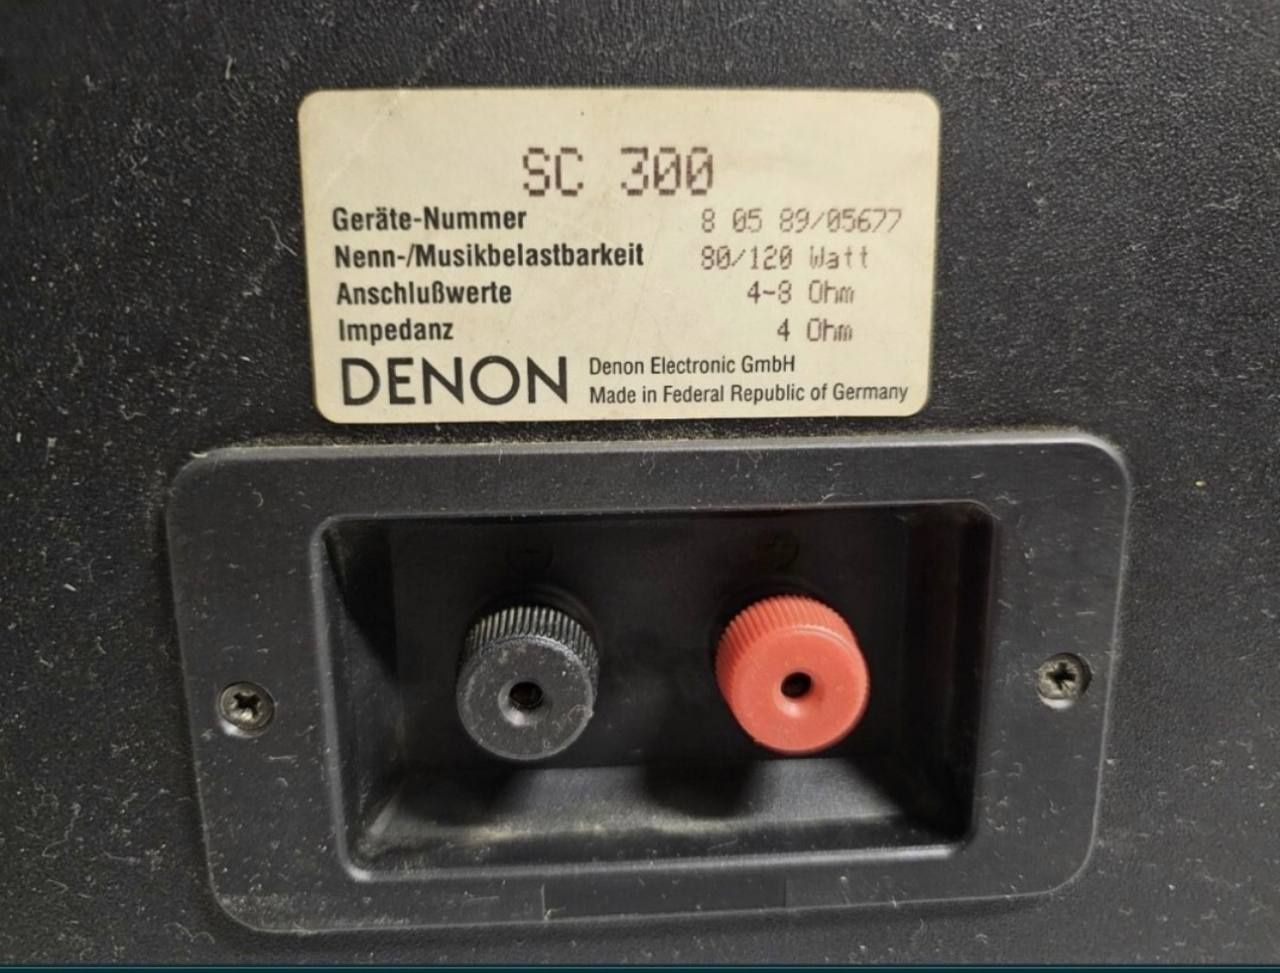 SC 300
Geräte-Nummer 8 05 89/05677
Nenn-/Musikbelastbarkeit 80/120 Watt
Anschlußwerte 4-8 Ohm
Impedanz 4 Ohm
DENON Denon Electronic GmbH
Made in Federal Republic of Germany